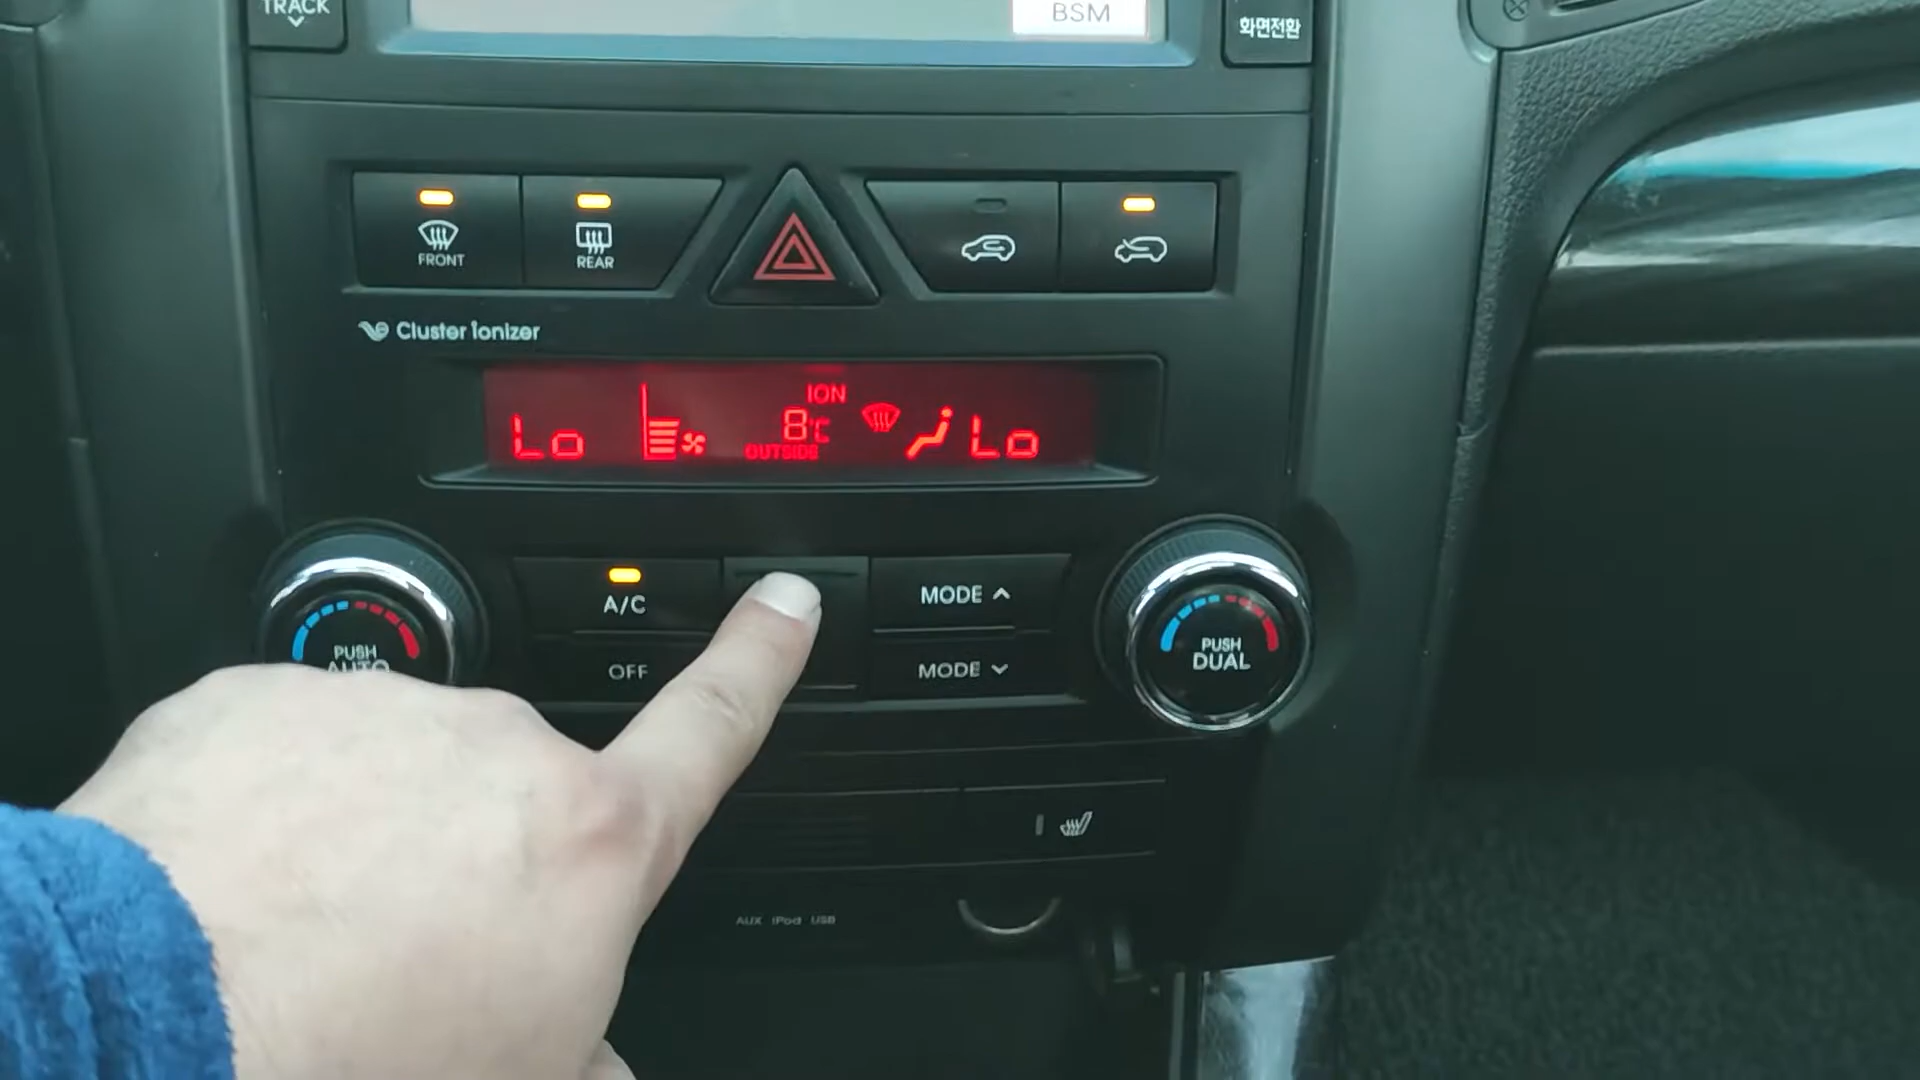 TRACK
BSM
화면전환
FRONT
REAR
Cluster ionizer
ION
Lo
8°C
Lo
OUTSIDE
A/C
MODE
PUSH
AUTO
PUSH
DUAL
OFF
MODE
AUX iPod USB